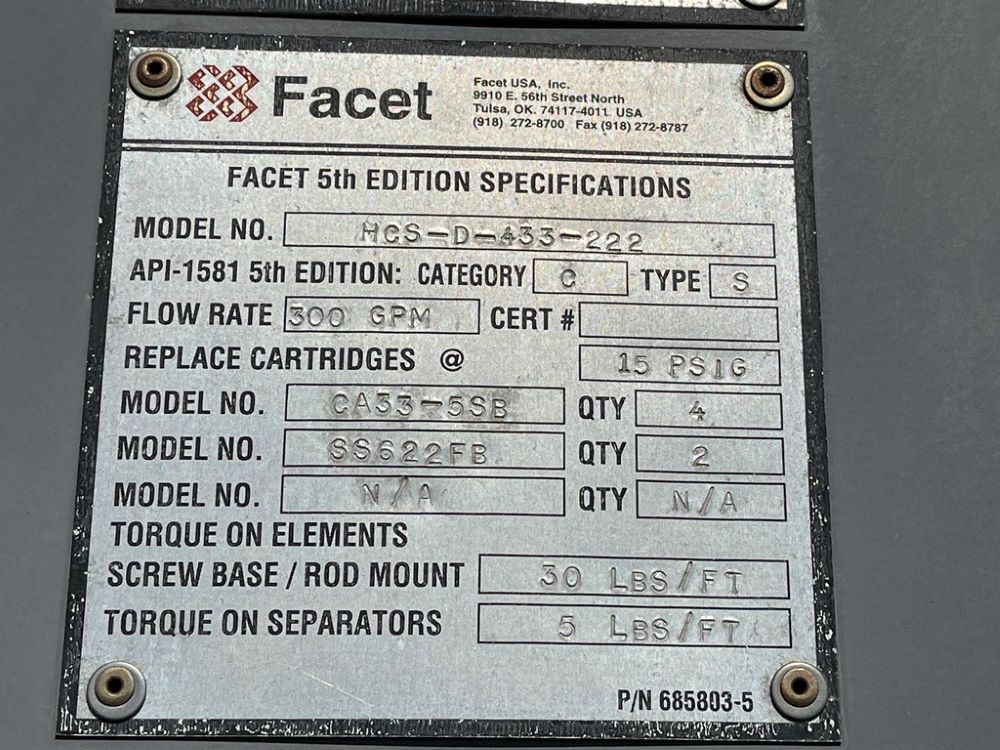 Facet
Facet USA, Inc.
9910 E. 56th Street North
Tulsa, OK. 74117-4011 USA
(918) 272-8700 Fax (918) 272-8787
FACET 5th EDITION SPECIFICATIONS
MODEL NO. HCS-D-433-222
API-1581 5th EDITION: CATEGORY C TYPE S
FLOW RATE 300 GPM CERT #
REPLACE CARTRIDGES @ 15 PSIG
MODEL NO. CA33-5SB QTY 4
MODEL NO. SS622FB QTY 2
MODEL NO. N/A QTY N/A
TORQUE ON ELEMENTS
SCREW BASE / ROD MOUNT 30 LBS/FT
TORQUE ON SEPARATORS 5 LBS/FT
P/N 685803-5